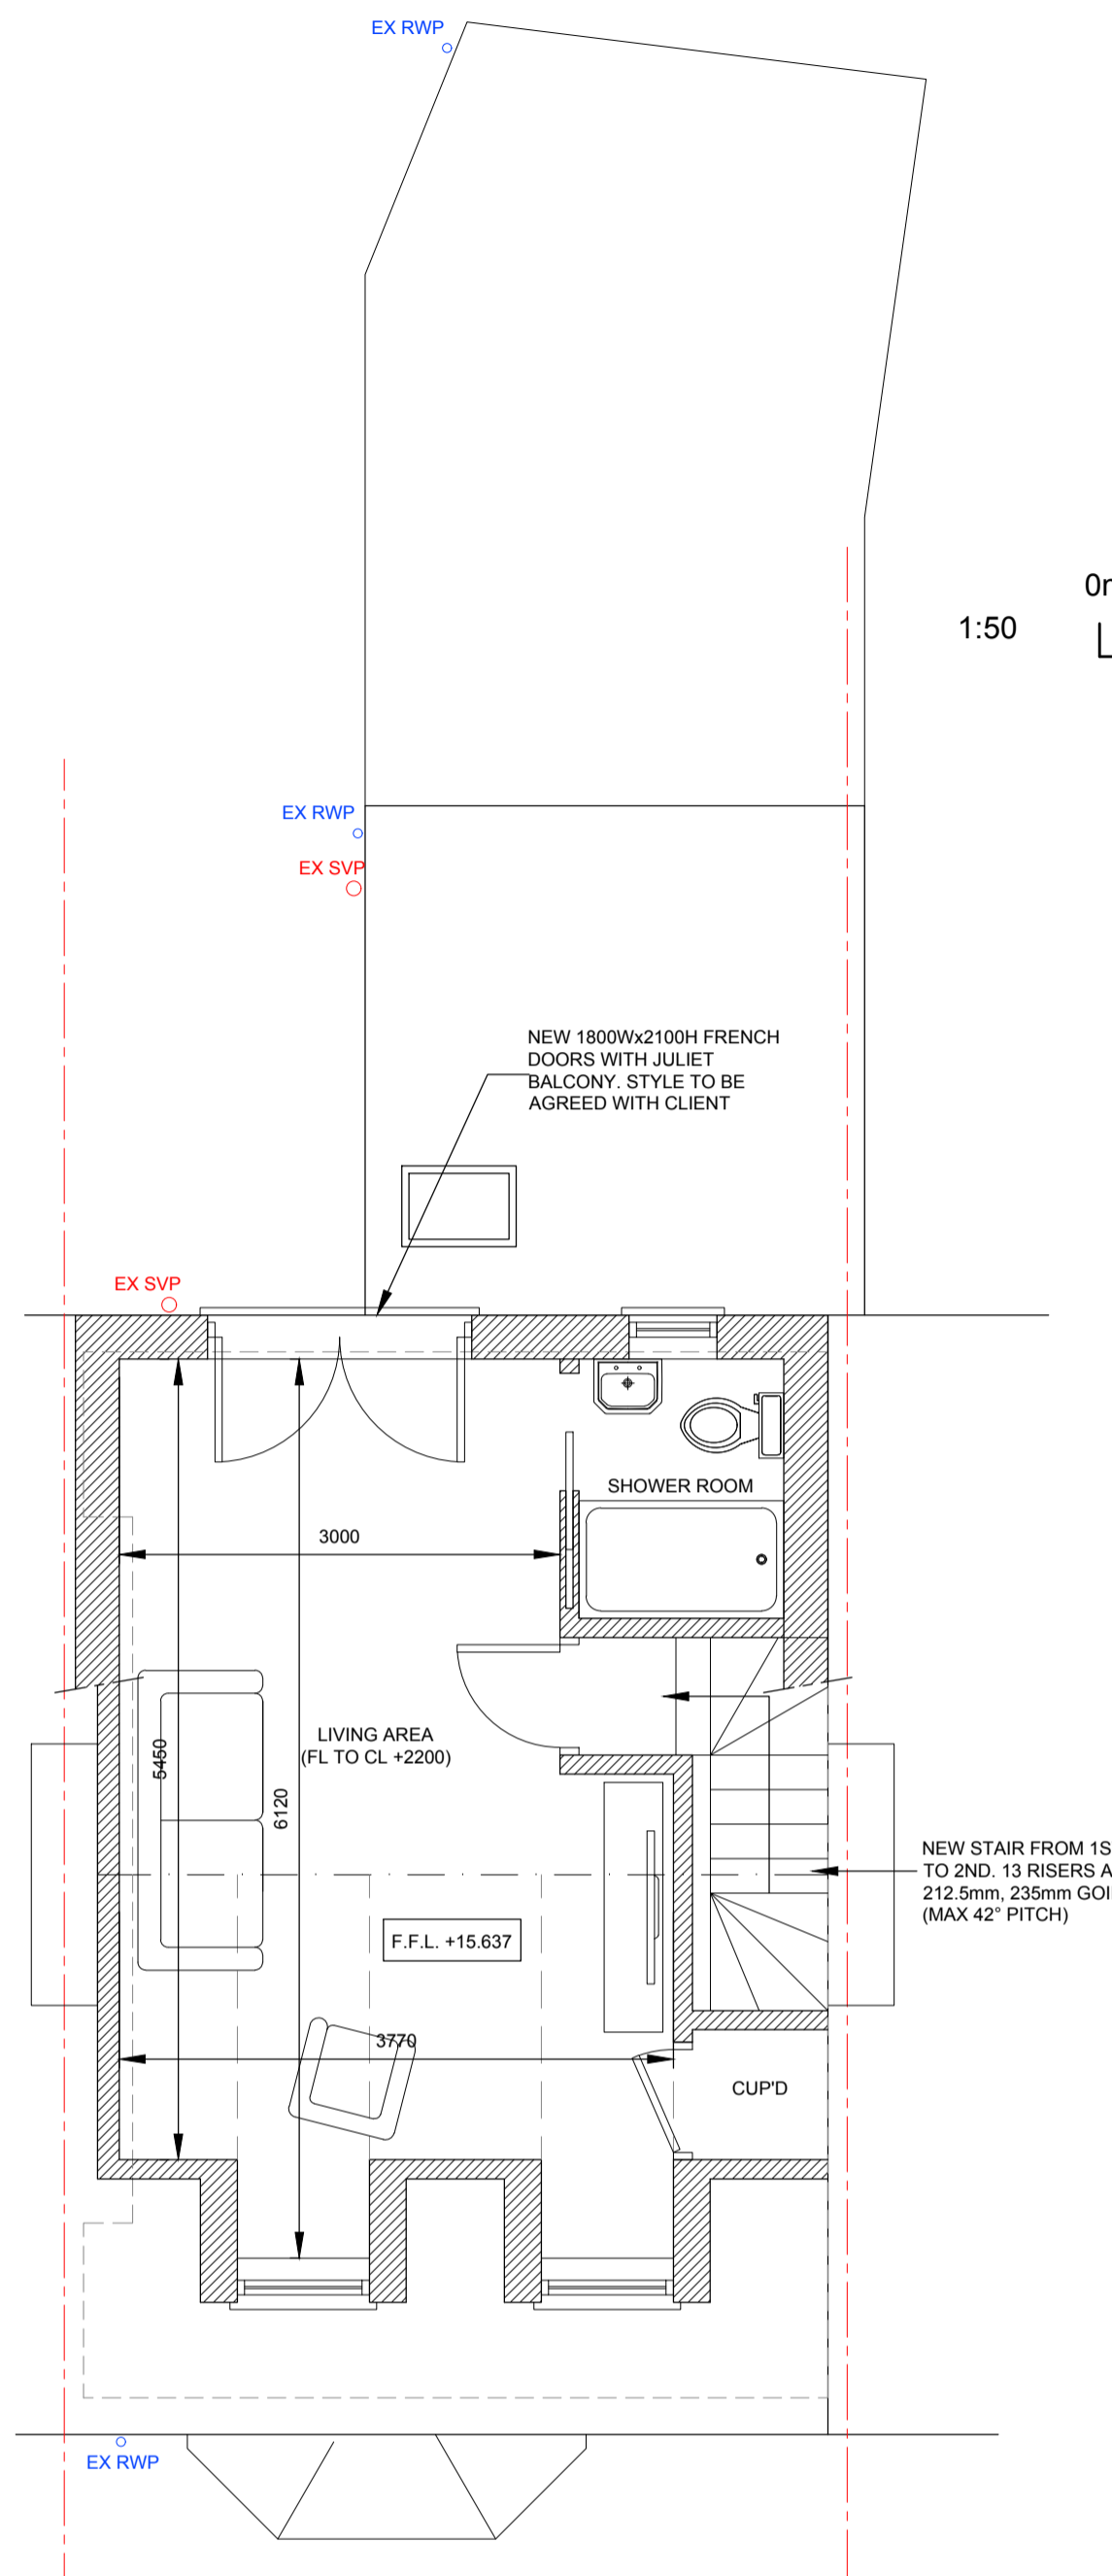 EX RWP
1:50
EX RWP
EX SVP
NEW 1800Wx2100H FRENCH
DOORS WITH JULIET
BALCONY. STYLE TO BE
AGREED WITH CLIENT
EX SVP
SHOWER ROOM
3000
LIVING AREA
(FL TO CL +2200)
5450
6120
NEW STAIR FROM
TO 2ND. 13 RISERS
212.5mm, 235mm
(MAX 42° PITCH)
F.F.L. +15.637
3770
CUP'D
EX RWP